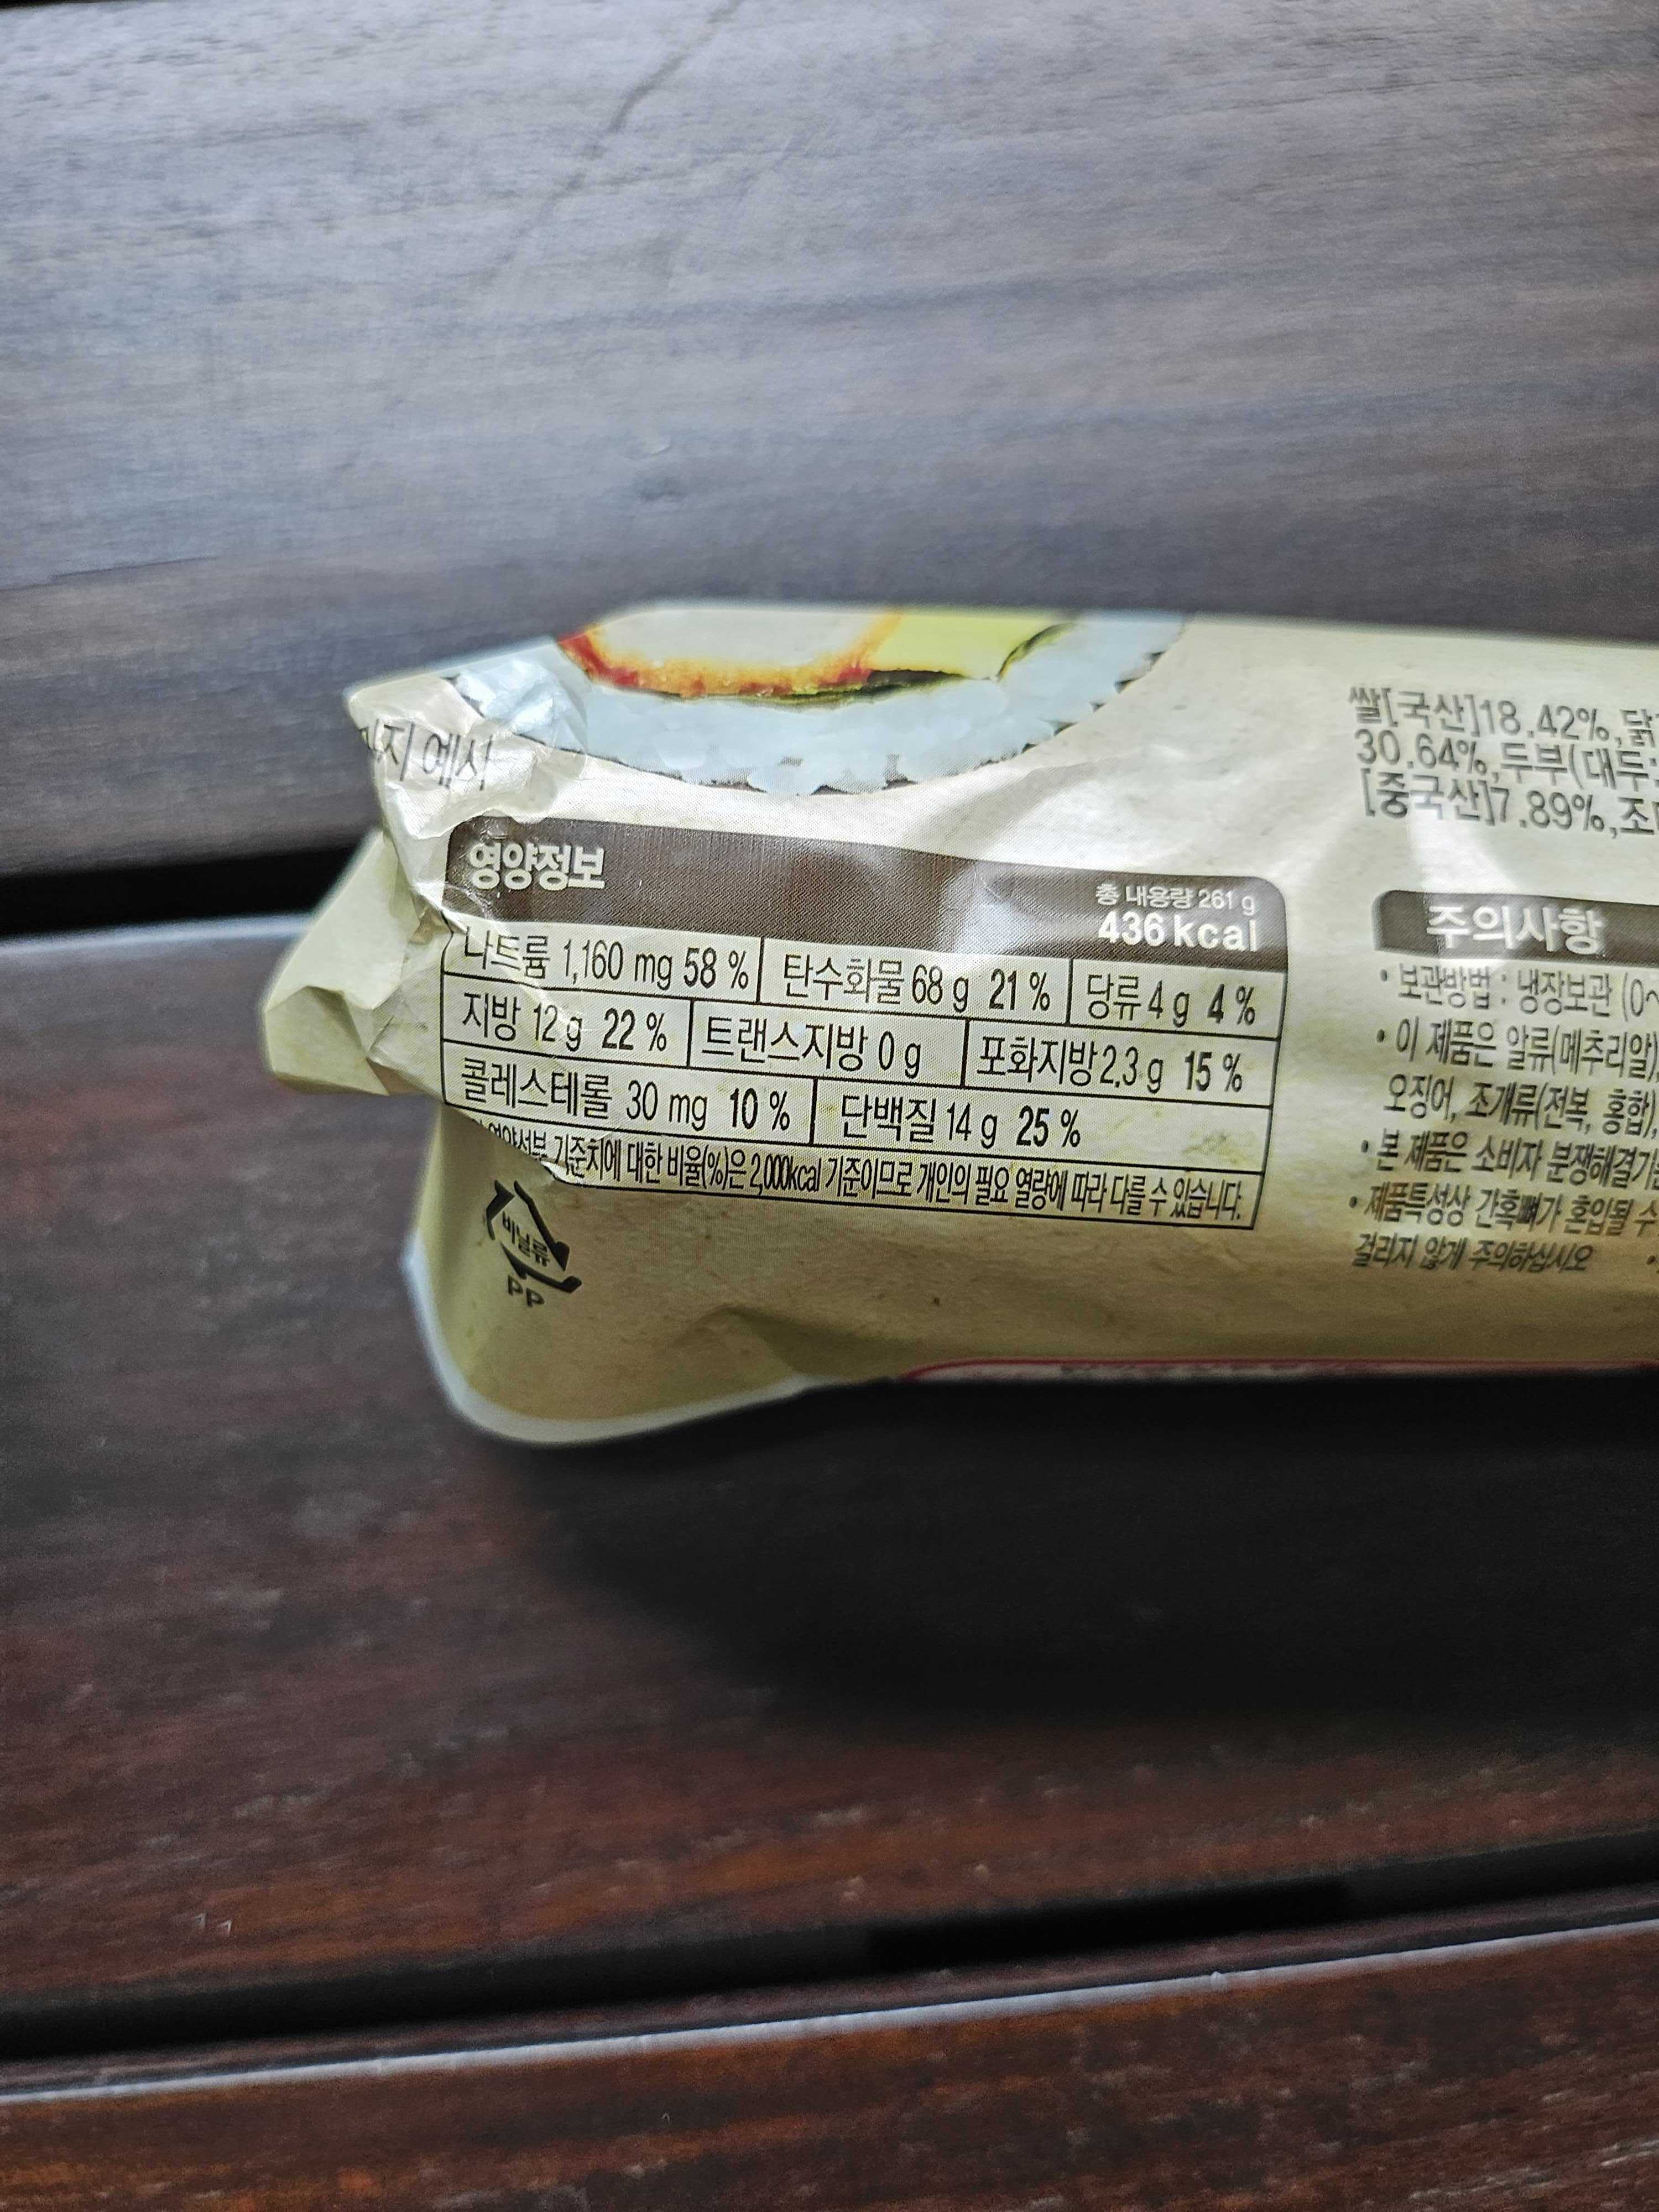 지 예시
영양정보
총 내용량 261 g
436 kcal
나트륨 1,160 mg 58 % 탄수화물 68 g 21 % 당류 4 g 4 %
지방 12 g 22 % 트랜스지방 0 g 포화지방 2.3 g 15 %
콜레스테롤 30 mg 10 % 단백질 14 g 25 %
영양성분 기준치에 대한 비율(%)은 2,000kcal 기준이므로 개인의 필요 열량에 따라 다를 수 있습니다.
비닐류
PP
쌀[국산]18.42%,닭
30.64%,두부(대두:
[중국산]7.89%,조
주의사항
• 보관방법 : 냉장보관 (0~
• 이 제품은 알류(메추리알),
오징어, 조개류(전복, 홍합),
• 본 제품은 소비자 분쟁해결기
• 제품특성상 간혹 뼈가 혼입될 수
걸리지 않게 주의하십시오